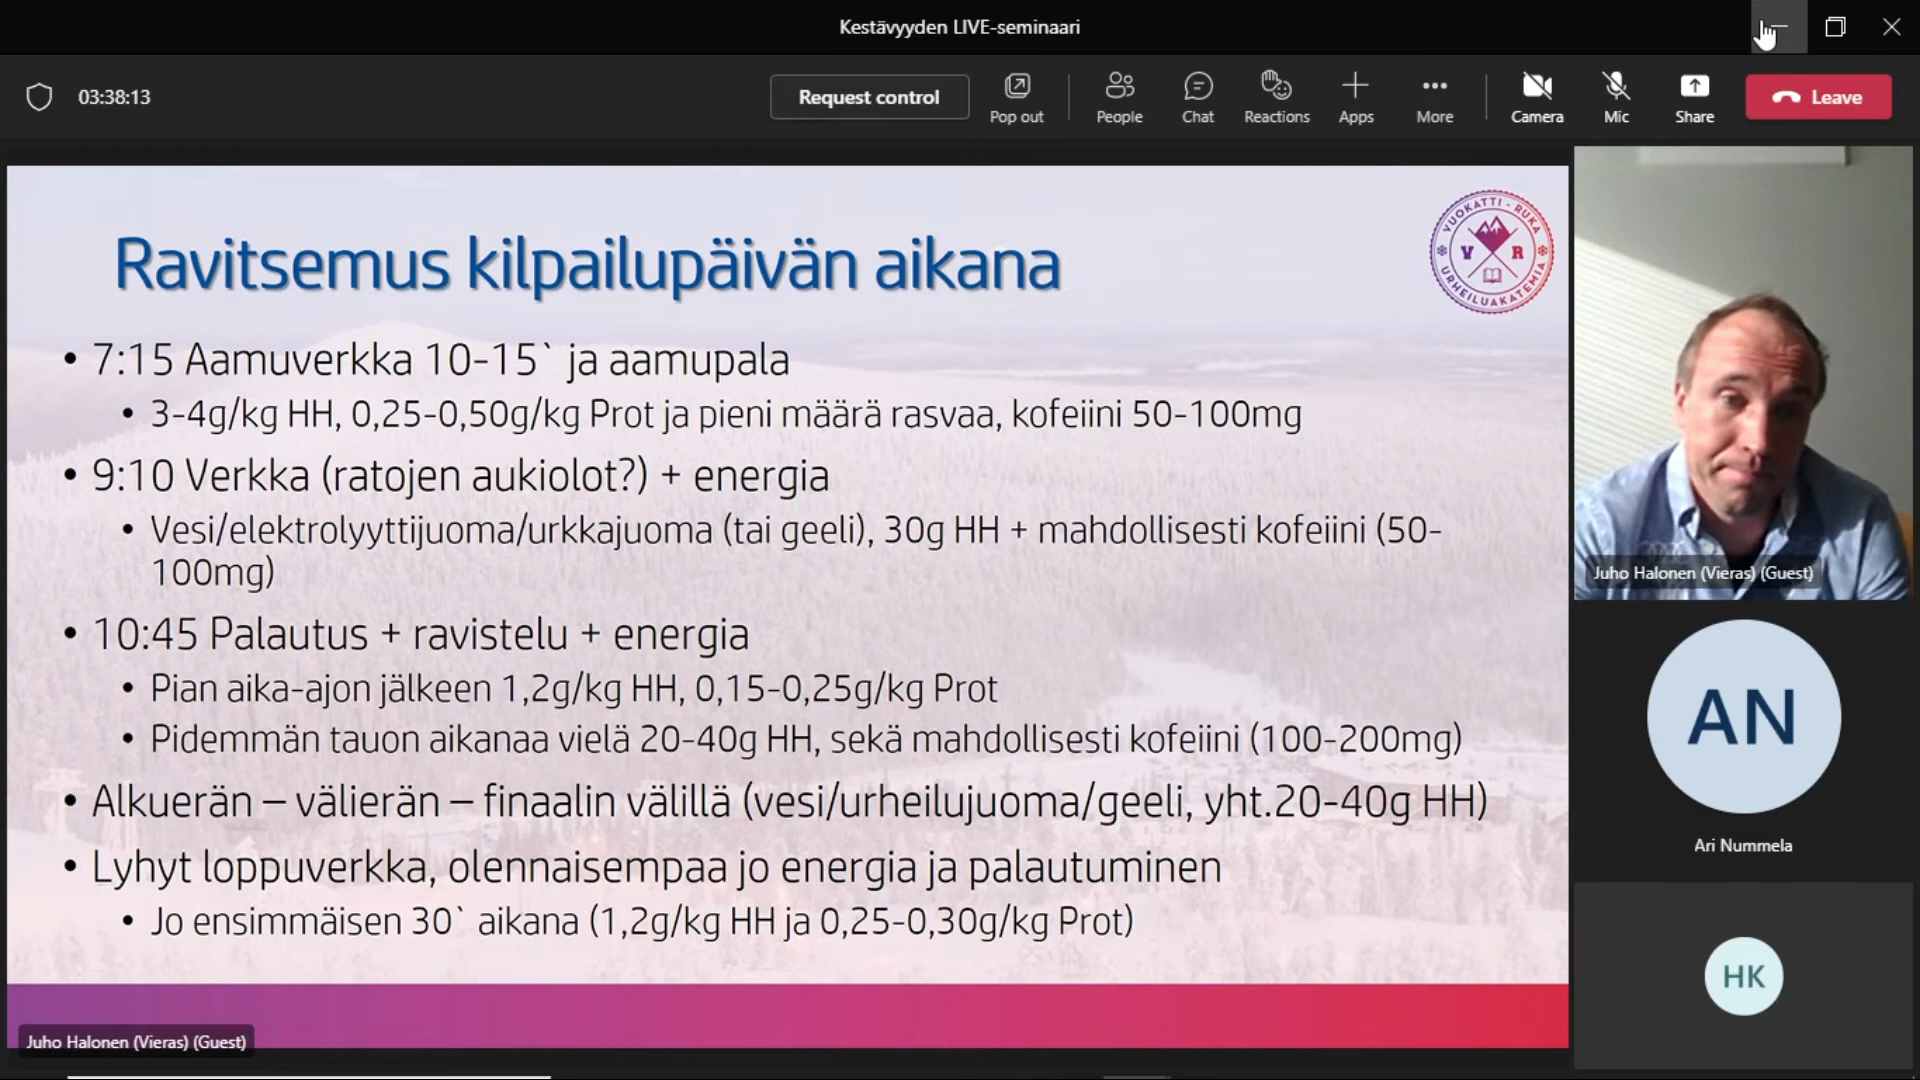 Kestävyyden LIVE-seminaari
03:38:13
Request control
Pop out
People
Chat
Reactions
Apps
More
Camera
Mic
Share
Leave
Ravitsemus kilpailupäivän aikana
VUOKATTI - RUKA
V R
URHEILUAKATEMIA
• 7:15 Aamuverkka 10-15` ja aamupala
• 3-4g/kg HH, 0,25-0,50g/kg Prot ja pieni määrä rasvaa, kofeiini 50-100mg
• 9:10 Verkka (ratojen aukiolot?) + energia
• Vesi/elektrolyyttijuoma/urkkajuoma (tai geeli), 30g HH + mahdollisesti kofeiini (50-
100mg)
• 10:45 Palautus + ravistelu + energia
• Pian aika-ajon jälkeen 1,2g/kg HH, 0,15-0,25g/kg Prot
• Pidemmän tauon aikanaa vielä 20-40g HH, sekä mahdollisesti kofeiini (100-200mg)
• Alkuerän – välierän – finaalin välillä (vesi/urheilujuoma/geeli, yht.20-40g HH)
• Lyhyt loppuverkka, olennaisempaa jo energia ja palautuminen
• Jo ensimmäisen 30` aikana (1,2g/kg HH ja 0,25-0,30g/kg Prot)
Juho Halonen (Vieras) (Guest)
Juho Halonen (Vieras) (Guest)
AN
Ari Nummela
HK